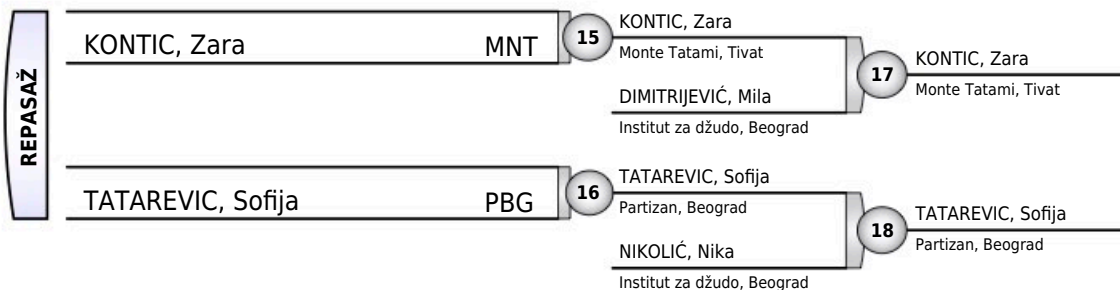 REPASAŽ
KONTIC, Zara MNT
15
KONTIC, Zara
Monte Tatami, Tivat
DIMITRIJEVIĆ, Mila
Institut za džudo, Beograd
17
KONTIC, Zara
Monte Tatami, Tivat
TATAREVIC, Sofija PBG
16
TATAREVIC, Sofija
Partizan, Beograd
NIKOLIĆ, Nika
Institut za džudo, Beograd
18
TATAREVIC, Sofija
Partizan, Beograd